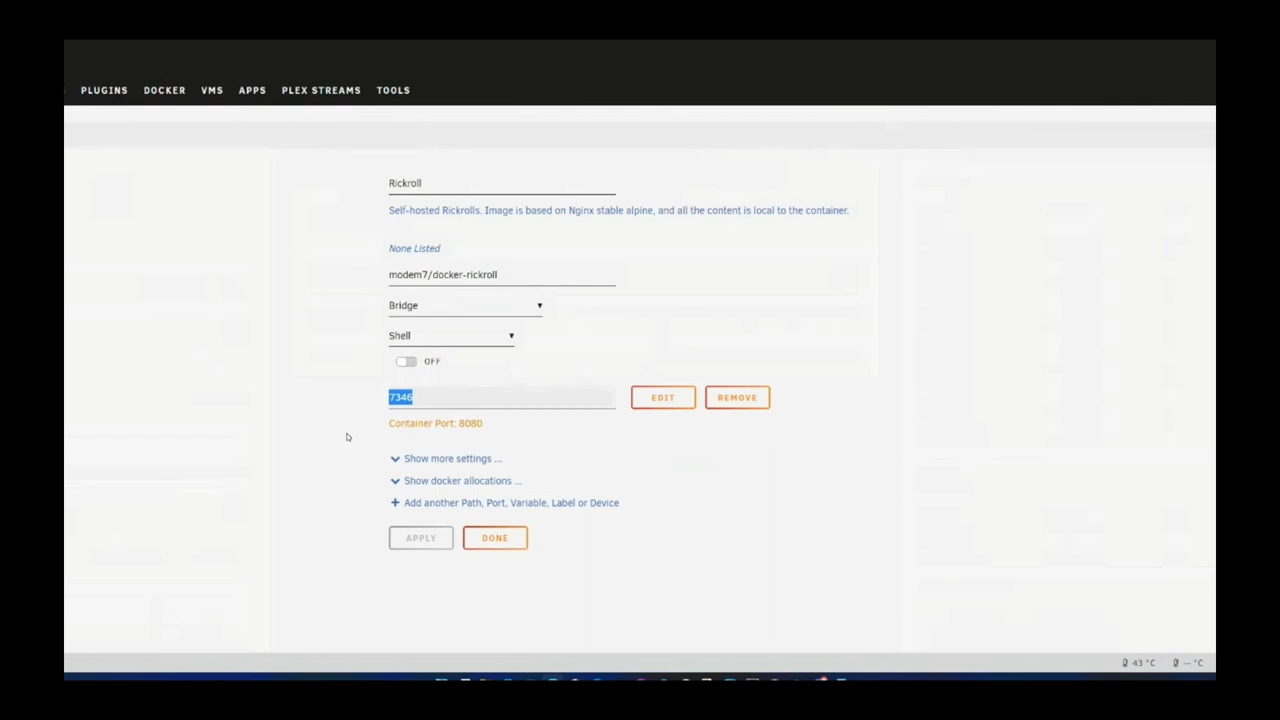 PLUGINS DOCKER VMS APPS PLEX STREAMS TOOLS
Rickroll
Self-hosted Rickrolls. Image is based on Nginx stable alpine, and all the content is local to the container.
None Listed
modem7/docker-rickroll
Bridge
Shell
OFF
7346 EDIT REMOVE
Container Port: 8080
Show more settings ...
Show docker allocations ...
Add another Path, Port, Variable, Label or Device
APPLY DONE
43 °C -- °C